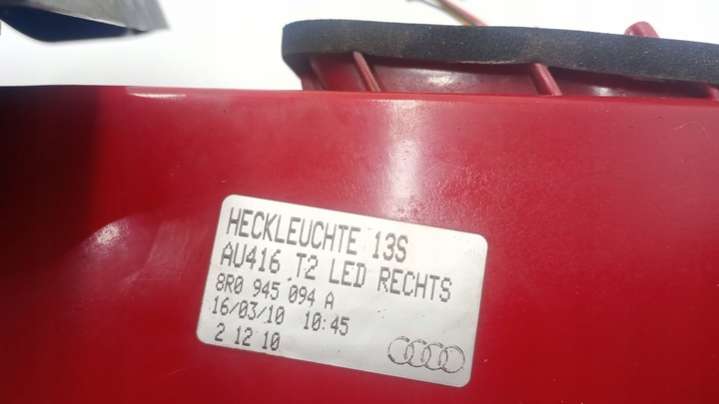 HECKLEUCHTE 13S
AU416 T2 LED RECHTS
8R0 945 094 A
16/03/10 10:45
2 12 10